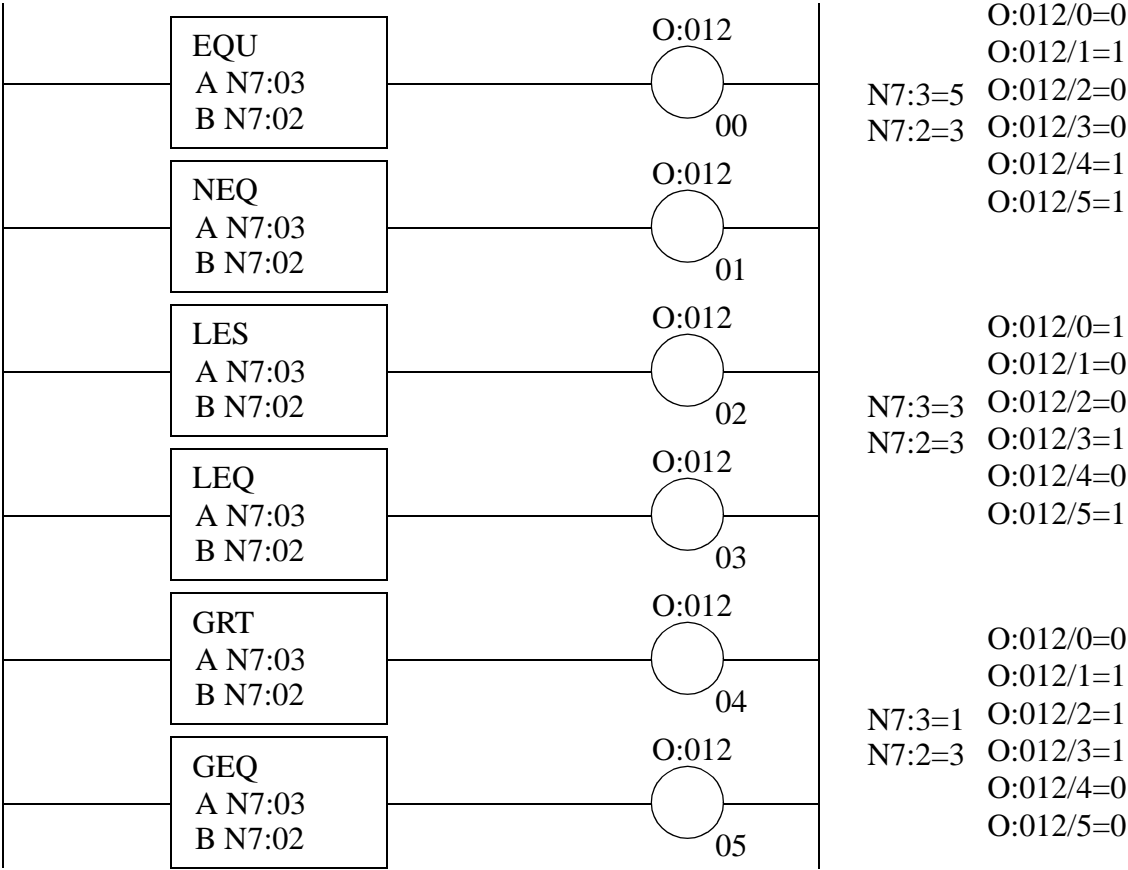 EQU
A N7:03
B N7:02
O:012
00
NEQ
A N7:03
B N7:02
O:012
01
LES
A N7:03
B N7:02
O:012
02
LEQ
A N7:03
B N7:02
O:012
03
GRT
A N7:03
B N7:02
O:012
04
GEQ
A N7:03
B N7:02
O:012
05
N7:3=5
N7:2=3
O:012/0=0
O:012/1=1
O:012/2=0
O:012/3=0
O:012/4=1
O:012/5=1
N7:3=3
N7:2=3
O:012/0=1
O:012/1=0
O:012/2=0
O:012/3=1
O:012/4=0
O:012/5=1
N7:3=1
N7:2=3
O:012/0=0
O:012/1=1
O:012/2=1
O:012/3=1
O:012/4=0
O:012/5=0